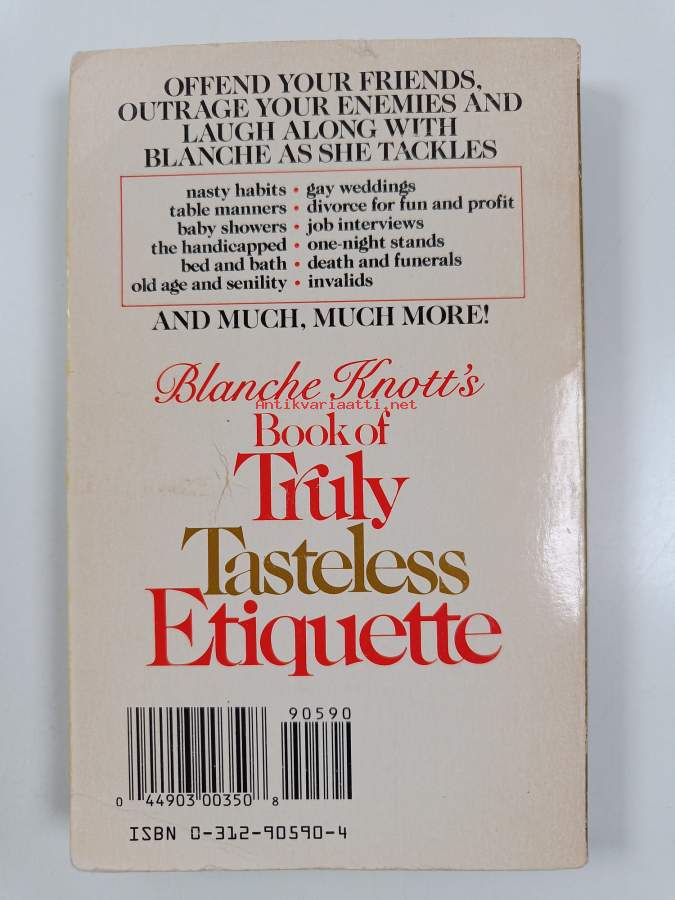 OFFEND YOUR FRIENDS,
OUTRAGE YOUR ENEMIES AND
LAUGH ALONG WITH
BLANCHE AS SHE TACKLES
nasty habits • gay weddings
table manners • divorce for fun and profit
baby showers • job interviews
the handicapped • one-night stands
bed and bath • death and funerals
old age and senility • invalids
AND MUCH, MUCH MORE!
Blanche Knott's
Antikvariaatti.net
Book of
Truly
Tasteless
Etiquette
90590
0 44903 00350 8
ISBN 0-312-90590-4